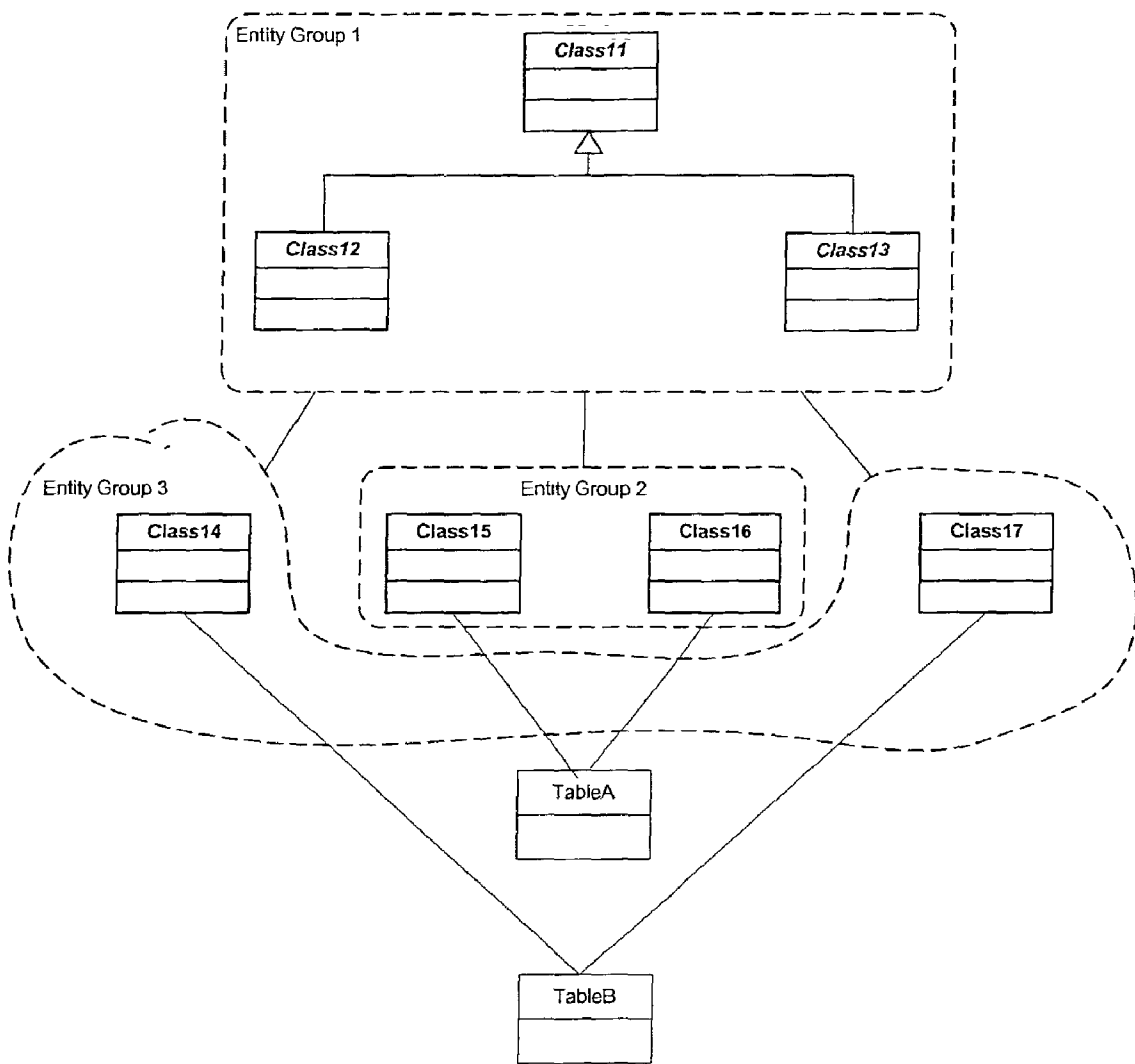 Entity Group 1
Class11
Class12
Class13
Entity Group 3
Entity Group 2
Class14
Class15
Class16
Class17
TableA
TableB